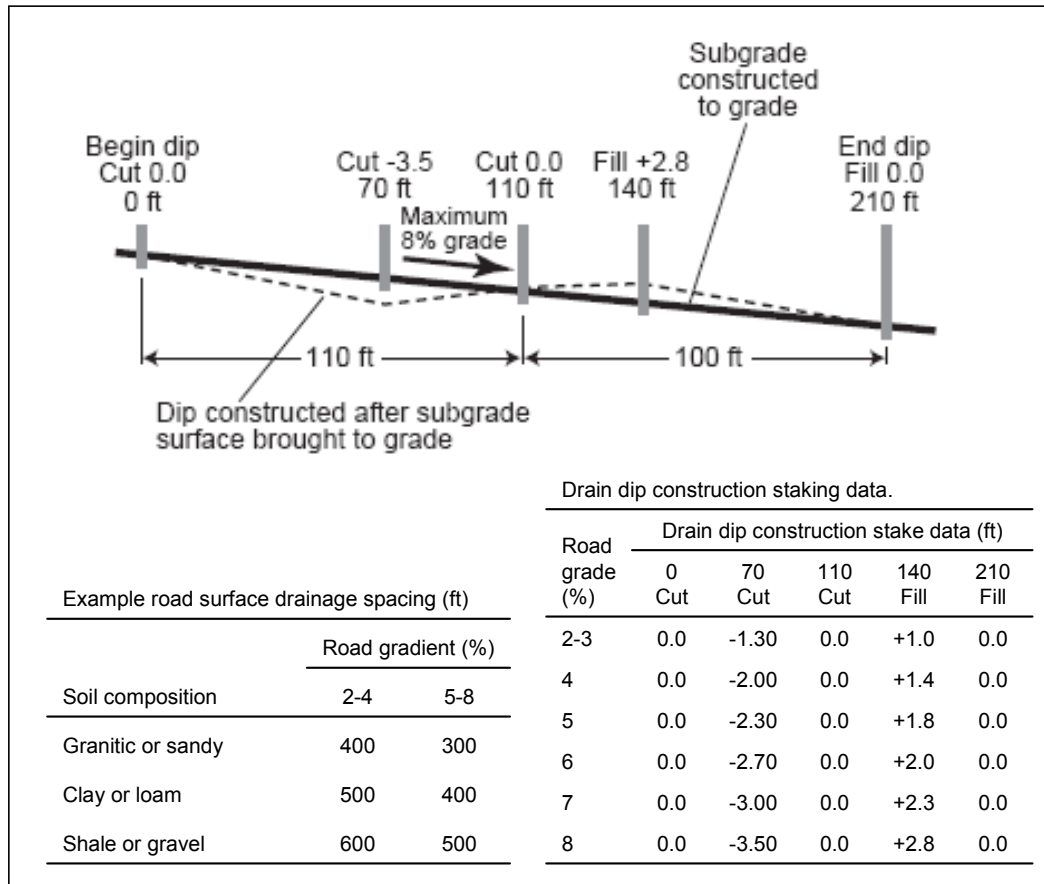 Subgrade
constructed
to grade
Begin dip
Cut 0.0
0 ft
Cut -3.5
70 ft
Cut 0.0
110 ft
Fill +2.8
140 ft
End dip
Fill 0.0
210 ft
Maximum
8% grade
110 ft
100 ft
Dip constructed after subgrade
surface brought to grade
Example road surface drainage spacing (ft)
Road gradient (%)
Soil composition 2-4 5-8
Granitic or sandy 400 300
Clay or loam 500 400
Shale or gravel 600 500
Drain dip construction staking data.
Road
grade
(%)
Drain dip construction stake data (ft)
0 70 110 140 210
Cut Cut Cut Fill Fill
2-3 0.0 -1.30 0.0 +1.0 0.0
4 0.0 -2.00 0.0 +1.4 0.0
5 0.0 -2.30 0.0 +1.8 0.0
6 0.0 -2.70 0.0 +2.0 0.0
7 0.0 -3.00 0.0 +2.3 0.0
8 0.0 -3.50 0.0 +2.8 0.0